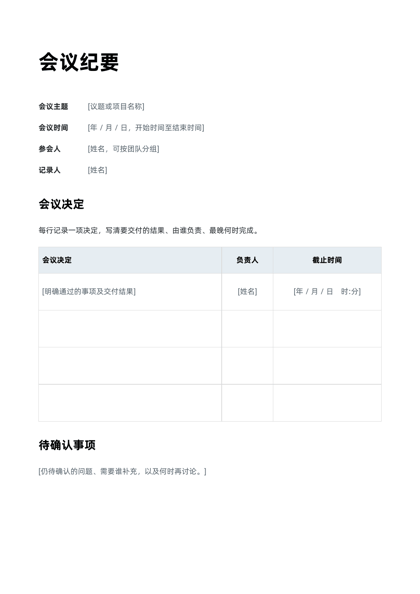 会议纪要
会议主题 [议题或项目名称]
会议时间 [年 / 月 / 日，开始时间至结束时间]
参会人 [姓名，可按团队分组]
记录人 [姓名]
会议决定
每行记录一项决定，写清要交付的结果、由谁负责、最晚何时完成。
会议决定 负责人 截止时间
[明确通过的事项及交付结果] [姓名] [年 / 月 / 日 时:分]
待确认事项
[仍待确认的问题、需要谁补充，以及何时再讨论。]